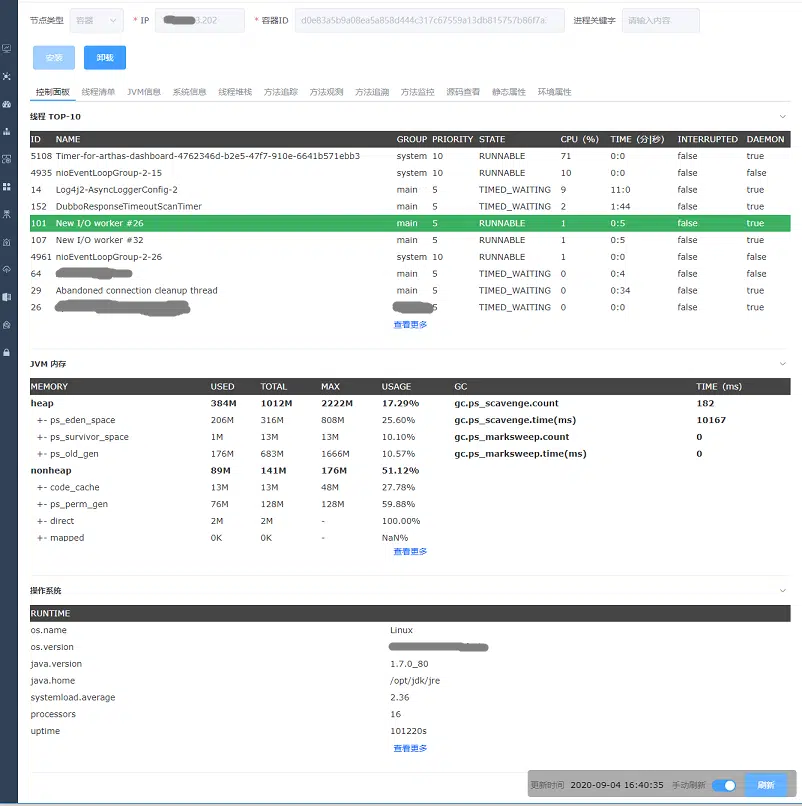 节点类型 容器 * IP 3.202 * 容器ID d0e83a5b9a08ea5a858d444c317c67559a13db815757b86f7a 进程关键字 请输入内容
安装 卸载
控制面板 线程清单 JVM信息 系统信息 线程堆栈 方法追踪 方法观测 方法追溯 方法监控 源码查看 静态属性 环境属性
线程 TOP-10
ID NAME GROUP PRIORITY STATE CPU (%) TIME (分|秒) INTERRUPTED DAEMON
5108 Timer-for-arthas-dashboard-4762346d-b2e5-47f7-910e-6641b571ebb3 system 10 RUNNABLE 71 0:0 false true
4935 nioEventLoopGroup-2-15 system 10 RUNNABLE 10 0:0 false false
14 Log4j2-AsyncLoggerConfig-2 main 5 TIMED_WAITING 9 11:0 false true
152 DubboResponseTimeoutScanTimer main 5 TIMED_WAITING 2 1:44 false true
101 New I/O worker #26 main 5 RUNNABLE 1 0:5 false true
107 New I/O worker #32 main 5 RUNNABLE 1 0:5 false true
4961 nioEventLoopGroup-2-26 system 10 RUNNABLE 1 0:0 false false
64 main 5 TIMED_WAITING 0 0:4 false false
29 Abandoned connection cleanup thread main 5 TIMED_WAITING 0 0:34 false true
26 5 TIMED_WAITING 0 0:0 false true
查看更多
JVM 内存
MEMORY USED TOTAL MAX USAGE GC TIME (ms)
heap 384M 1012M 2222M 17.29% gc.ps_scavenge.count 182
+- ps_eden_space 206M 316M 808M 25.60% gc.ps_scavenge.time(ms) 10167
+- ps_survivor_space 1M 13M 13M 10.10% gc.ps_marksweep.count 0
+- ps_old_gen 176M 683M 1666M 10.57% gc.ps_marksweep.time(ms) 0
nonheap 89M 141M 176M 51.12%
+- code_cache 13M 13M 48M 27.78%
+- ps_perm_gen 76M 128M 128M 59.88%
+- direct 2M 2M - 100.00%
+- mapped 0K 0K - NaN%
查看更多
操作系统
RUNTIME
os.name Linux
os.version
java.version 1.7.0_80
java.home /opt/jdk/jre
systemload.average 2.36
processors 16
uptime 101220s
查看更多
更新时间 2020-09-04 16:40:35 手动刷新 刷新